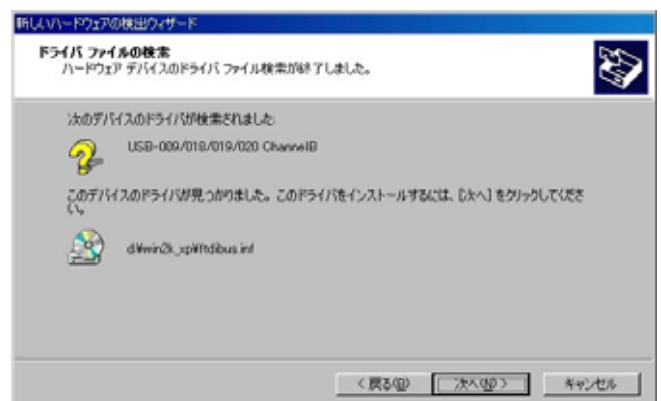 新しいハードウェアの検出ウィザード
ドライバ ファイルの検索
ハードウェア デバイスのドライバ ファイル検索が終了しました。
次のデバイスのドライバが検索されました:
USB-009/018/019/020 ChannelB
このデバイスのドライバが見つかりました。このドライバをインストールするには、[次へ] をクリックしてくださ
い。
d:¥win2k_xp¥ftdibus.inf
< 戻る(B)
次へ(N) >
キャンセル